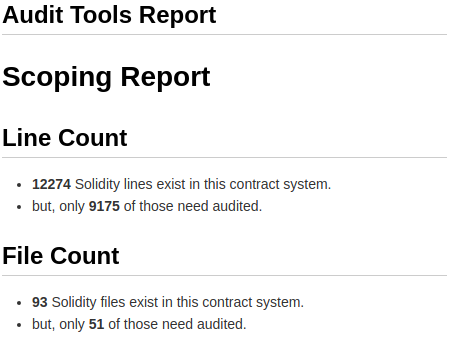 Audit Tools Report
Scoping Report
Line Count
• 12274 Solidity lines exist in this contract system.
• but, only 9175 of those need audited.
File Count
• 93 Solidity files exist in this contract system.
• but, only 51 of those need audited.